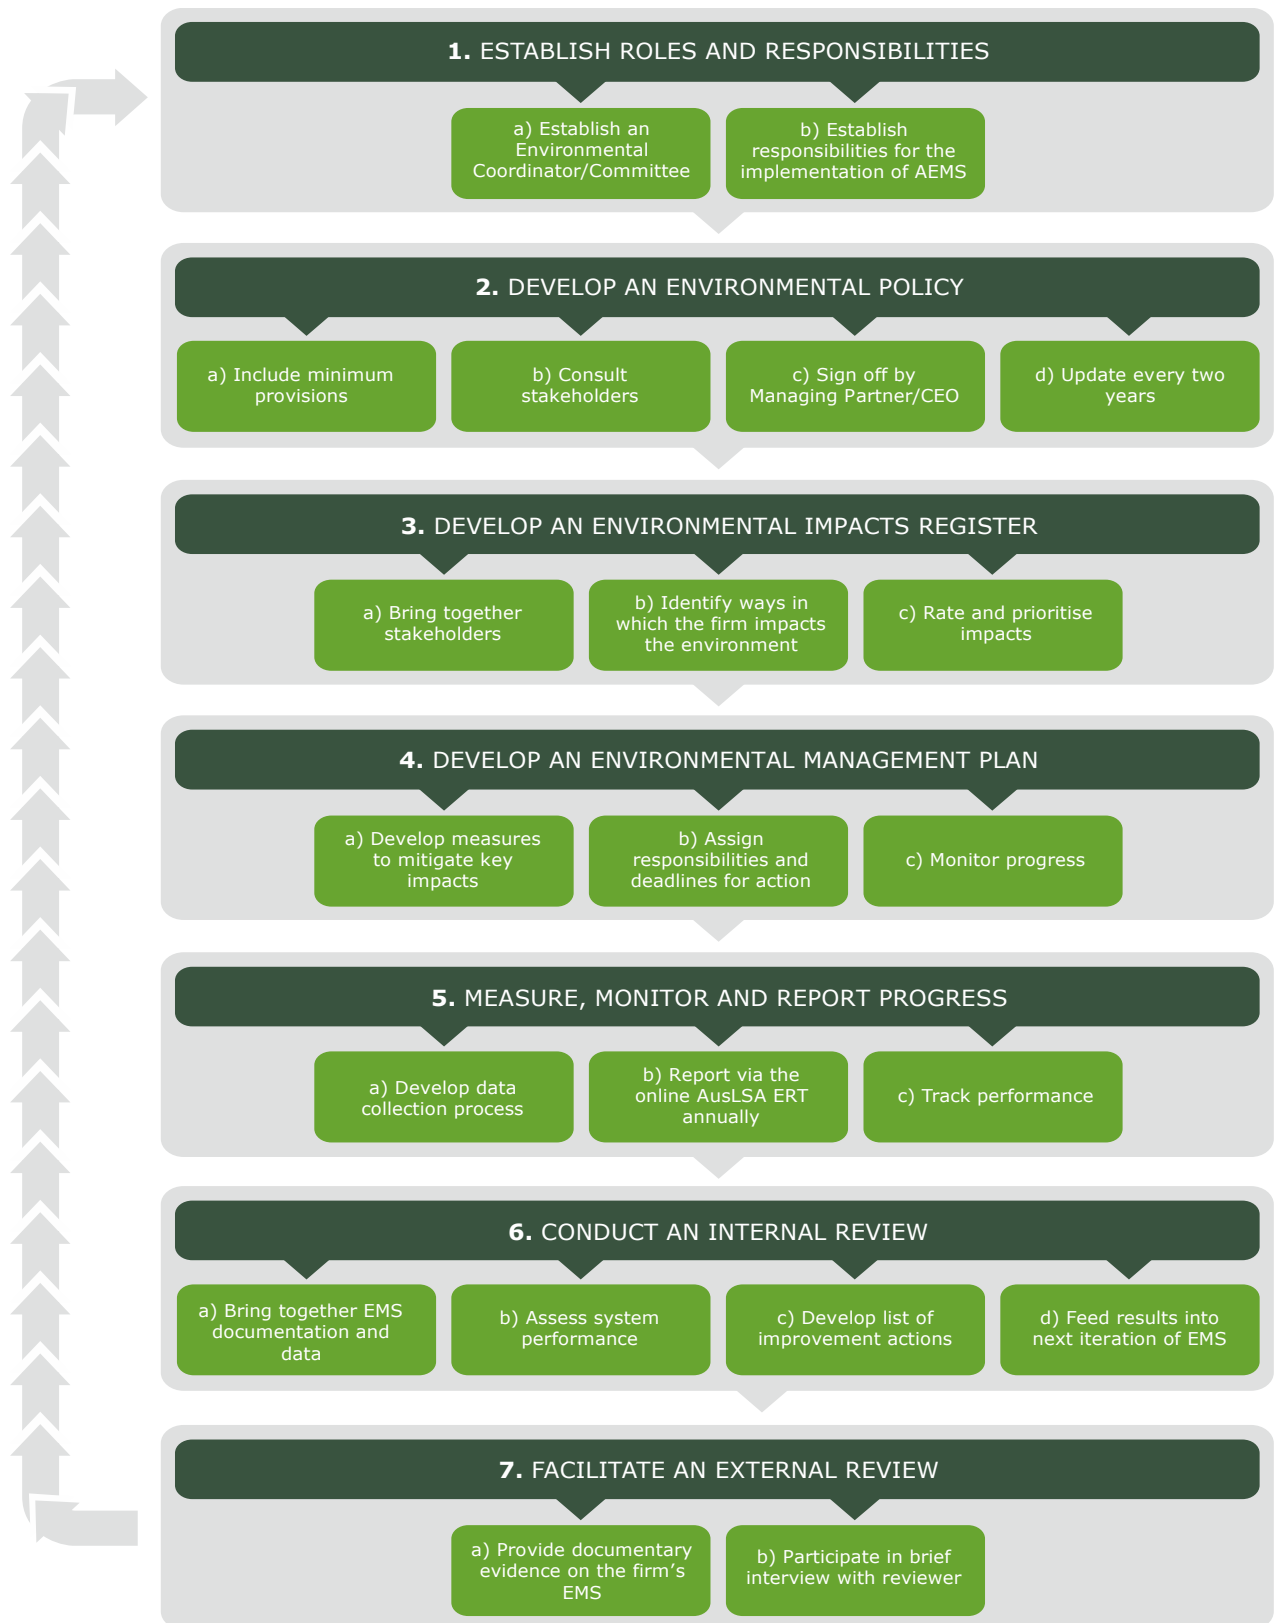 1. ESTABLISH ROLES AND RESPONSIBILITIES
a) Establish an
Environmental
Coordinator/Committee
b) Establish
responsibilities for the
implementation of AEMS
2. DEVELOP AN ENVIRONMENTAL POLICY
a) Include minimum
provisions
b) Consult
stakeholders
c) Sign off by
Managing Partner/CEO
d) Update every two
years
3. DEVELOP AN ENVIRONMENTAL IMPACTS REGISTER
a) Bring together
stakeholders
b) Identify ways in
which the firm impacts
the environment
c) Rate and prioritise
impacts
4. DEVELOP AN ENVIRONMENTAL MANAGEMENT PLAN
a) Develop measures
to mitigate key
impacts
b) Assign
responsibilities and
deadlines for action
c) Monitor progress
5. MEASURE, MONITOR AND REPORT PROGRESS
a) Develop data
collection process
b) Report via the
online AusLSA ERT
annually
c) Track performance
6. CONDUCT AN INTERNAL REVIEW
a) Bring together EMS
documentation and
data
b) Assess system
performance
c) Develop list of
improvement actions
d) Feed results into
next iteration of EMS
7. FACILITATE AN EXTERNAL REVIEW
a) Provide documentary
evidence on the firm's
EMS
b) Participate in brief
interview with reviewer